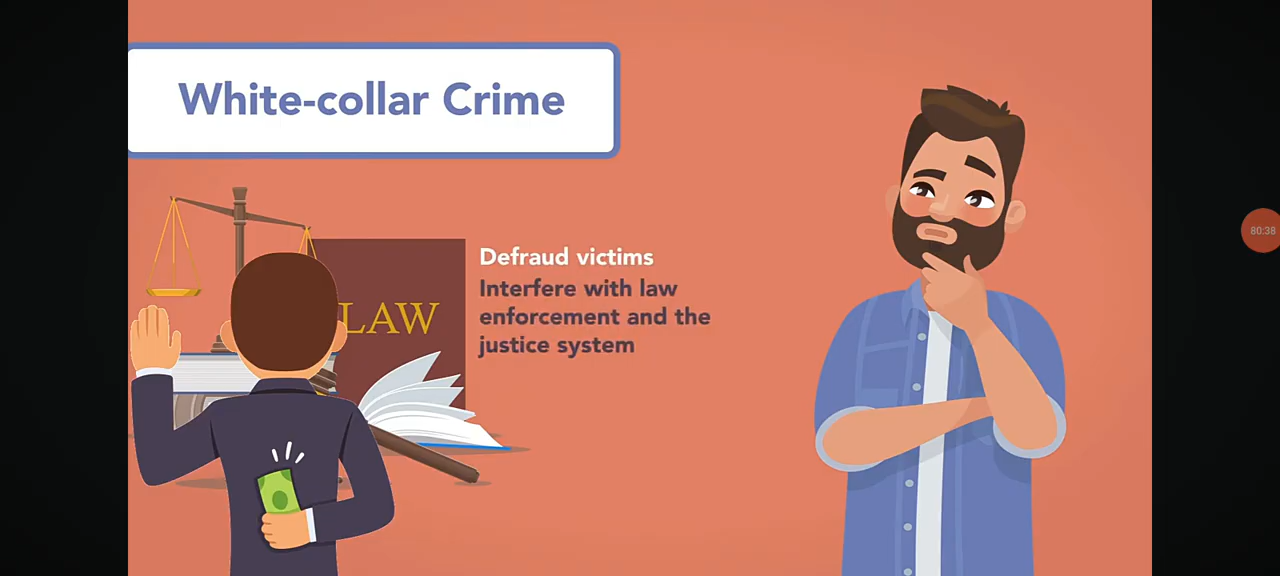 White-collar Crime
Defraud victims
Interfere with law
enforcement and the
justice system
LAW
80:38